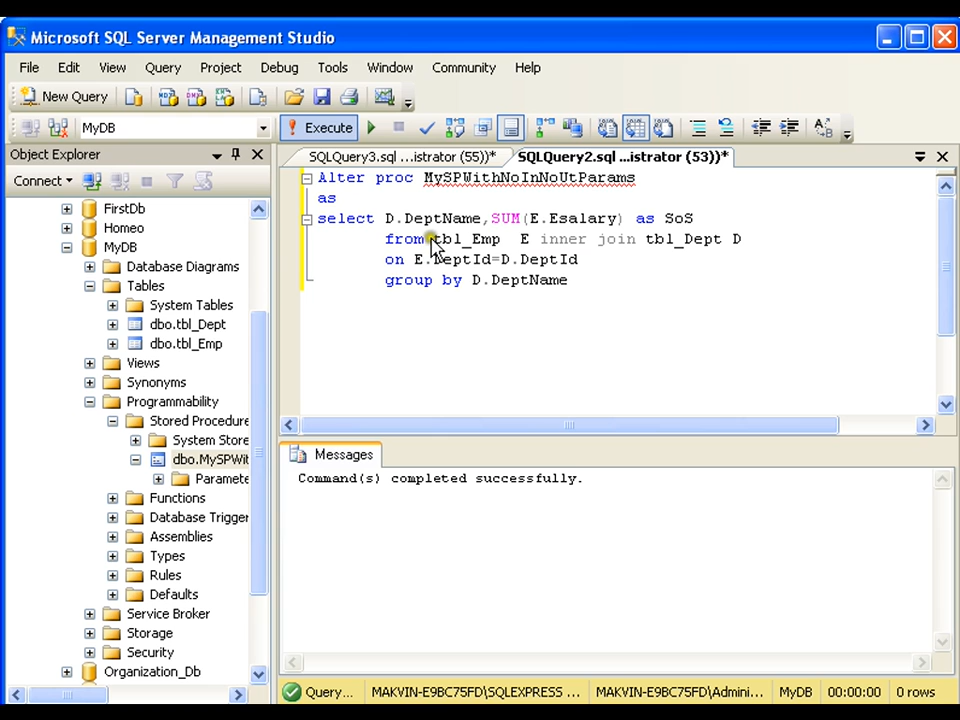 Microsoft SQL Server Management Studio
File Edit View Query Project Debug Tools Window Community Help
New Query
MyDB
Execute
Object Explorer
SQLQuery3.sql ...istrator (55))*
SQLQuery2.sql ...istrator (53))*
Connect
FirstDb
Homeo
MyDB
Database Diagrams
Tables
System Tables
dbo.tbl_Dept
dbo.tbl_Emp
Views
Synonyms
Programmability
Stored Procedure
System Store
dbo.MySPWit
Paramete
Functions
Database Trigger
Assemblies
Types
Rules
Defaults
Service Broker
Storage
Security
Organization_Db
Alter proc MySPWithNoInNoUtParams
as
select D.DeptName,SUM(E.Esalary) as SoS
from tbl_Emp E inner join tbl_Dept D
on E.DeptId=D.DeptId
group by D.DeptName
Messages
Command(s) completed successfully.
Query...
MAKVIN-E9BC75FD\SQLEXPRESS ...
MAKVIN-E9BC75FD\Admini...
MyDB
00:00:00
0 rows